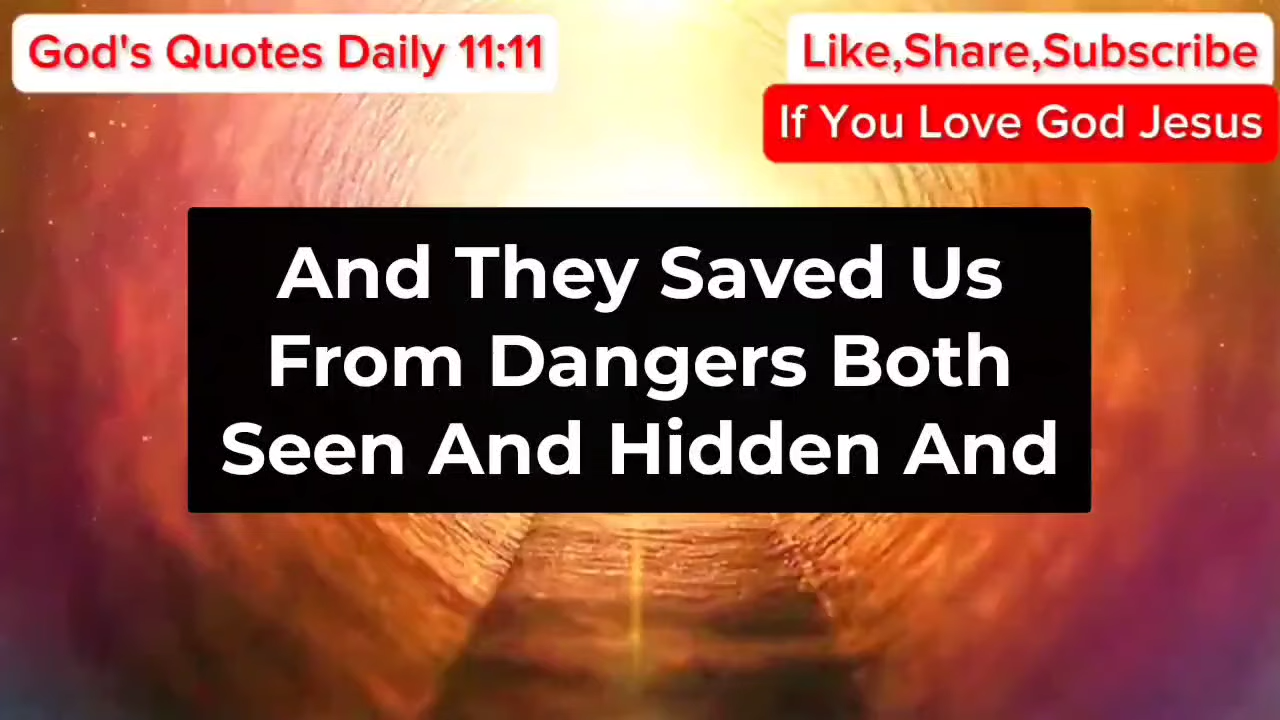 God's Quotes Daily 11:11
Like,Share,Subscribe
If You Love God Jesus
And They Saved Us
From Dangers Both
Seen And Hidden And